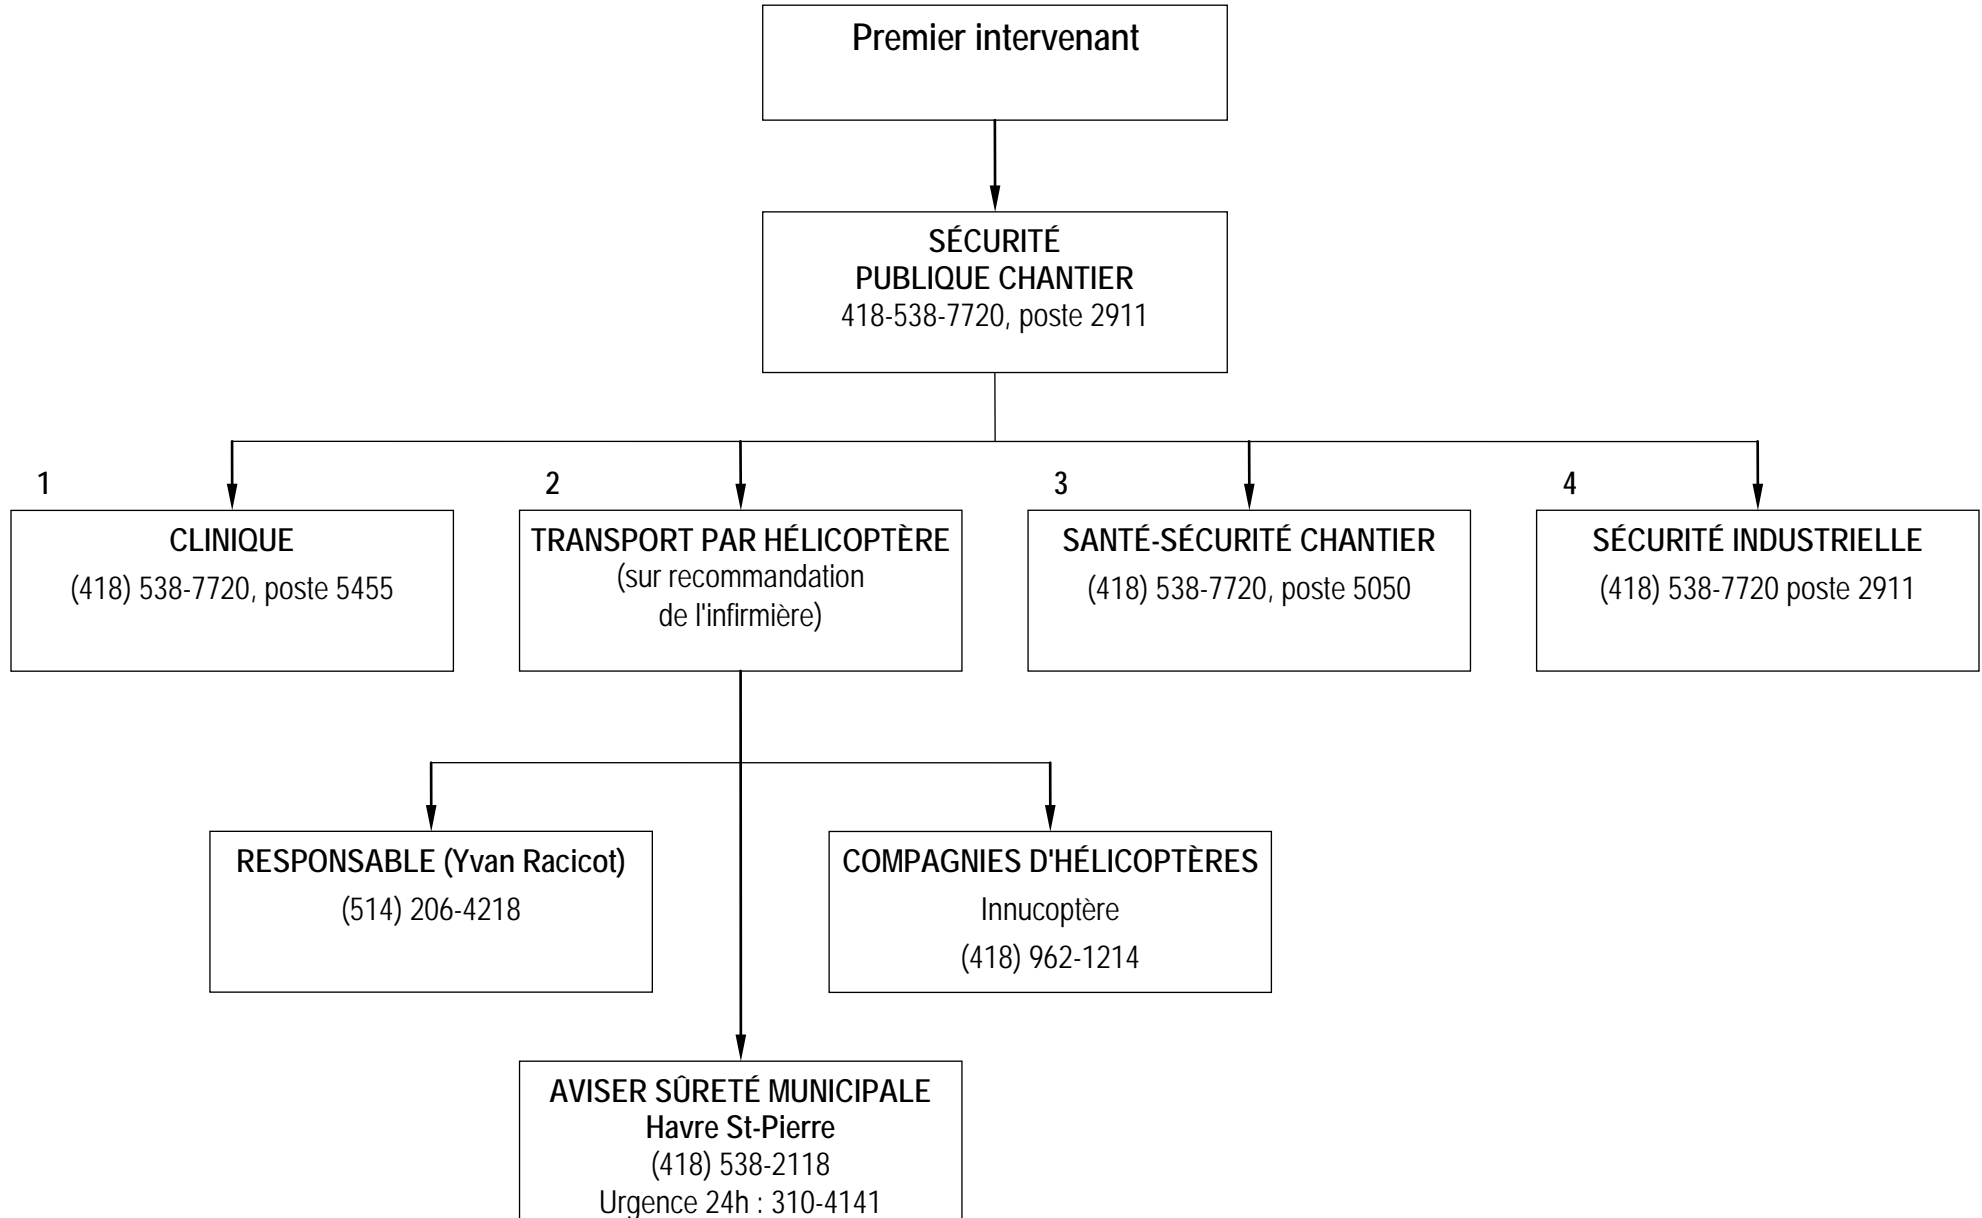 Premier intervenant
SÉCURITÉ
PUBLIQUE CHANTIER
418-538-7720, poste 2911
1
CLINIQUE
(418) 538-7720, poste 5455
2
TRANSPORT PAR HÉLICOPTÈRE
(sur recommandation
de l'infirmière)
3
SANTÉ-SÉCURITÉ CHANTIER
(418) 538-7720, poste 5050
4
SÉCURITÉ INDUSTRIELLE
(418) 538-7720 poste 2911
RESPONSABLE (Yvan Racicot)
(514) 206-4218
COMPAGNIES D'HÉLICOPTÈRES
Innucoptère
(418) 962-1214
AVISER SÛRETÉ MUNICIPALE
Havre St-Pierre
(418) 538-2118
Urgence 24h : 310-4141